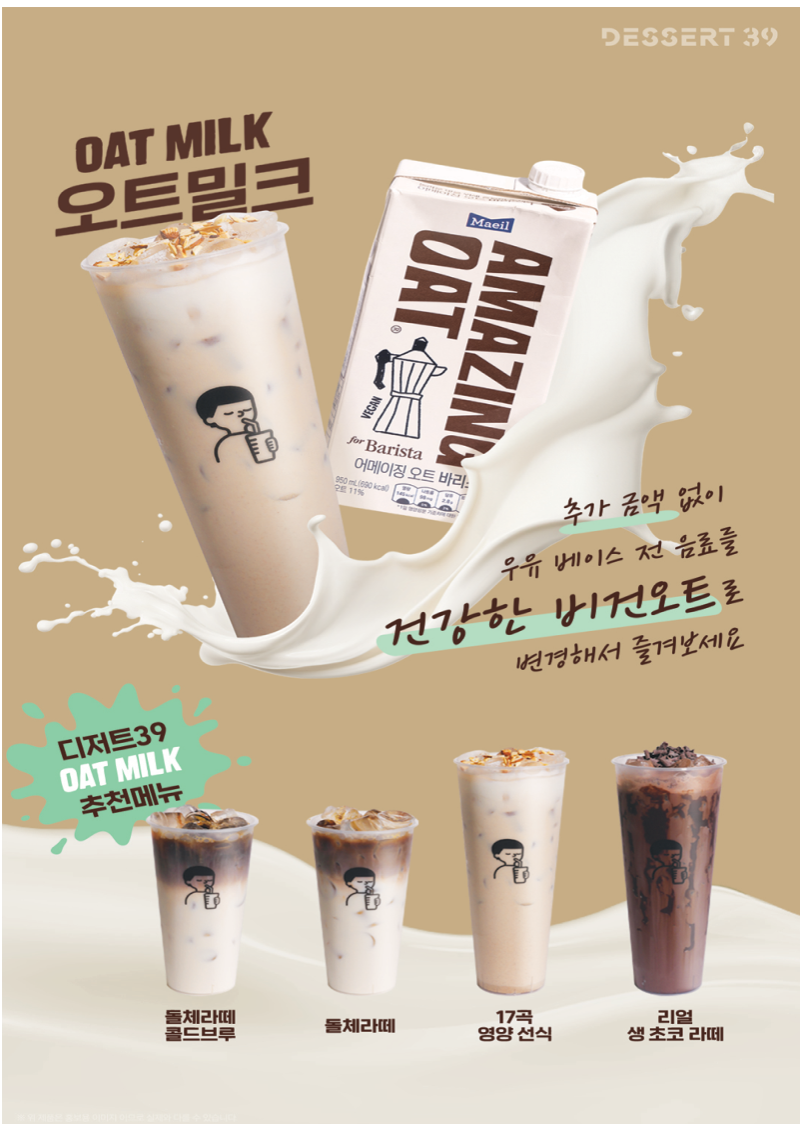 DESSERT 39
OAT MILK
오트밀크
Maeil
AMAZING
OAT
VEGAN
for Barista
어메이징 오트 바리
950 mL(690 kcal)
오트 11%
추가 금액 없이
우유 베이스 전 음료를
건강한 비건오트로
변경해서 즐겨보세요
디저트39
OAT MILK
추천메뉴
돌체라떼
콜드브루
돌체라떼
17곡
영양 선식
리얼
생 초코 라떼